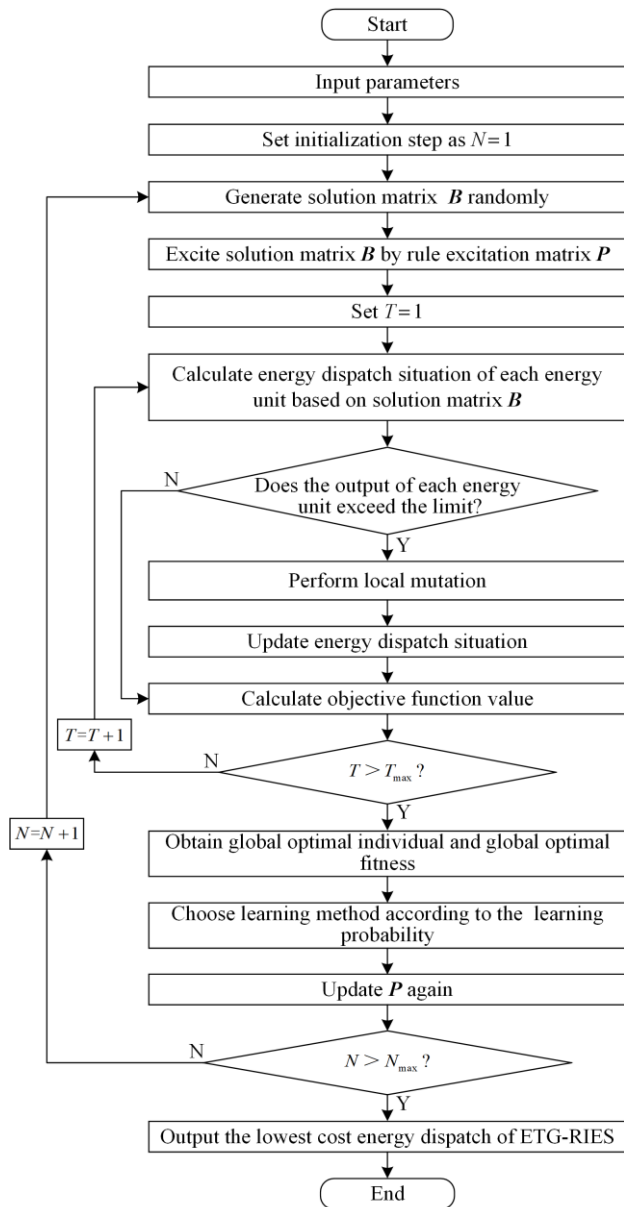 Start
Input parameters
Set initialization step as N=1
Generate solution matrix B randomly
Excite solution matrix B by rule excitation matrix P
Set T=1
Calculate energy dispatch situation of each energy
unit based on solution matrix B
N
Does the output of each energy
unit exceed the limit?
Y
Perform local mutation
Update energy dispatch situation
Calculate objective function value
T=T+1
N
T > Tmax ?
Y
N=N+1
Obtain global optimal individual and global optimal
fitness
Choose learning method according to the learning
probability
Update P again
N
N > Nmax ?
Y
Output the lowest cost energy dispatch of ETG-RIES
End